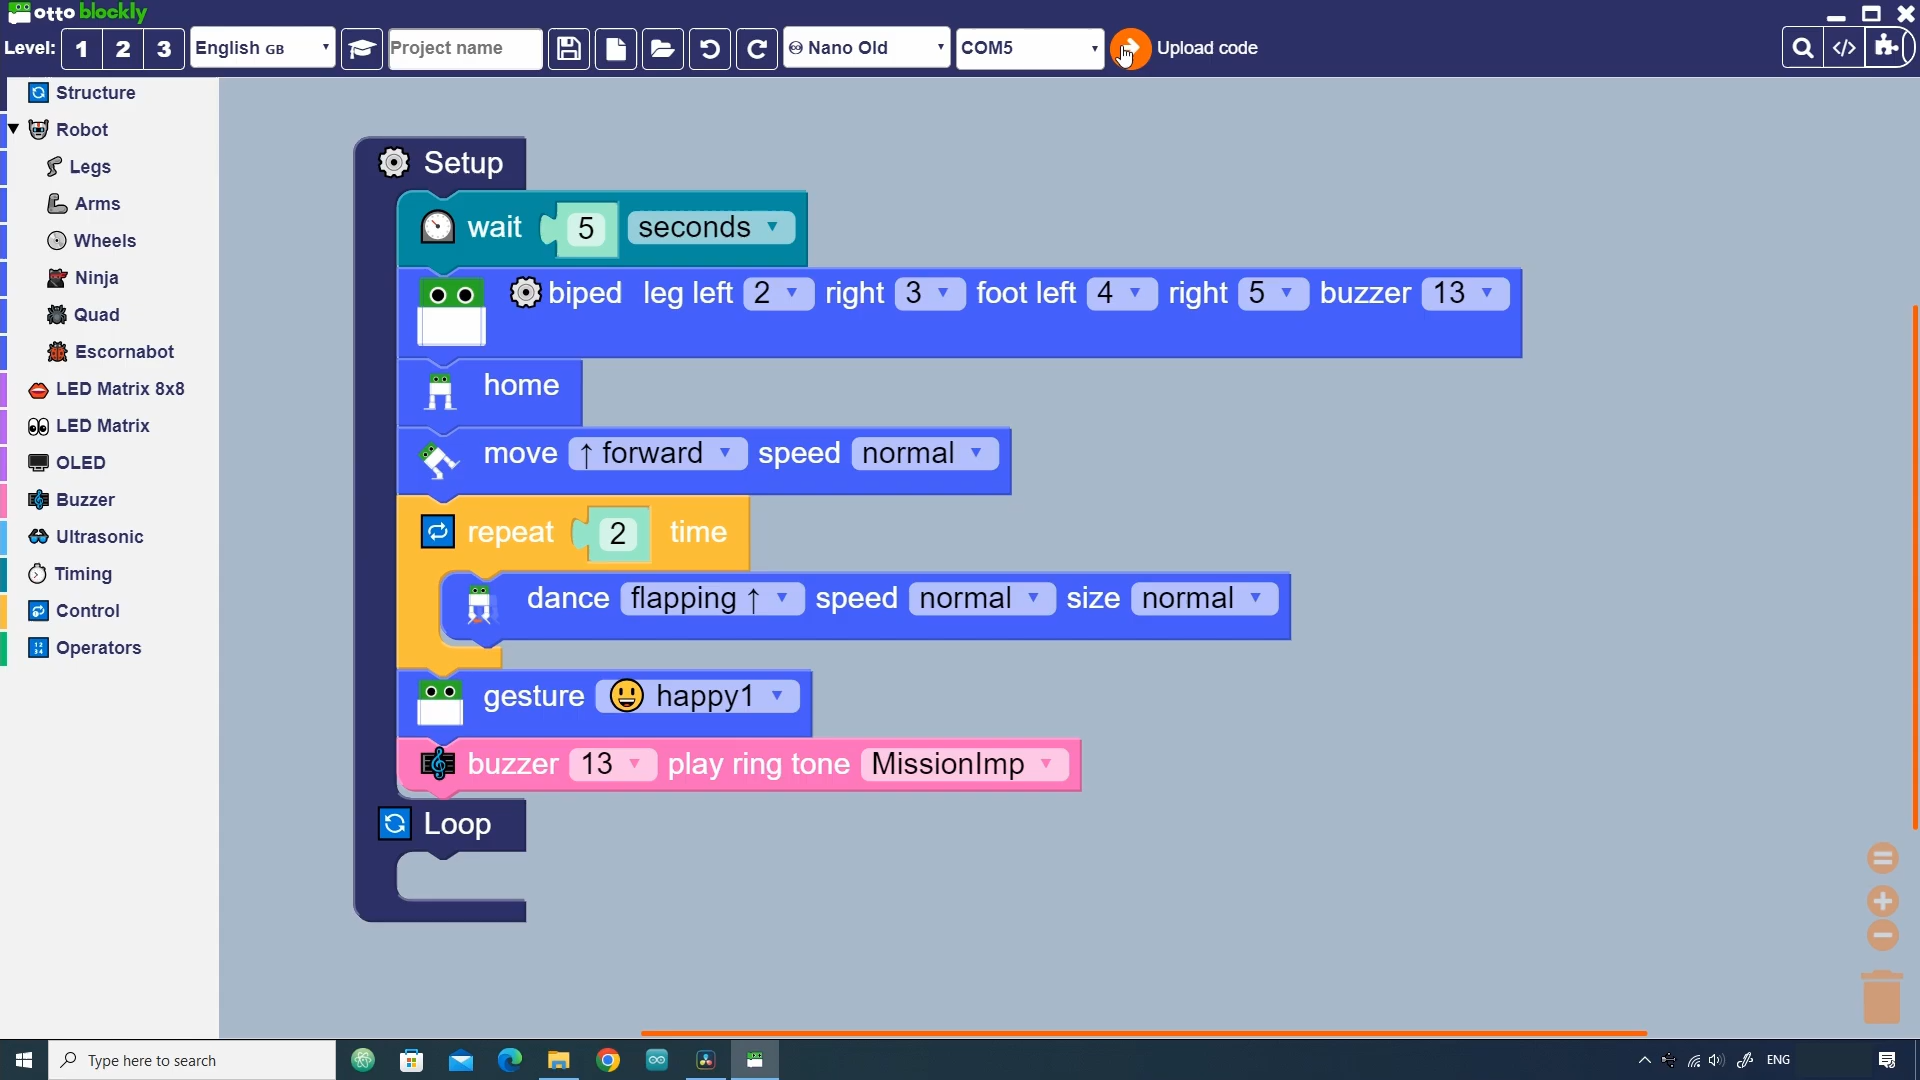 otto blockly
Level: 1 2 3 English GB Project name Nano Old COM5 Upload code
Structure
Robot
Legs
Arms
Wheels
Ninja
Quad
Escornabot
LED Matrix 8x8
LED Matrix
OLED
Buzzer
Ultrasonic
Timing
Control
Operators
Setup
wait 5 seconds
biped leg left 2 right 3 foot left 4 right 5 buzzer 13
home
move ↑ forward speed normal
repeat 2 time
dance flapping ↑ speed normal size normal
gesture happy1
buzzer 13 play ring tone MissionImp
Loop
Type here to search
ENG